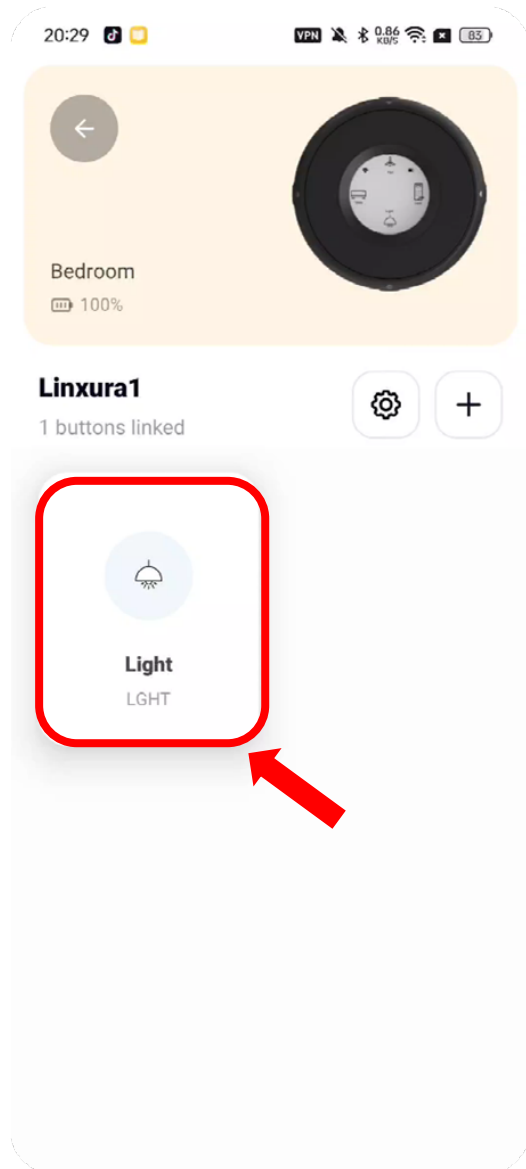 20:29
VPN 0.86 KB/S 83
Bedroom
100%
Linxura1
1 buttons linked
Light
LGHT